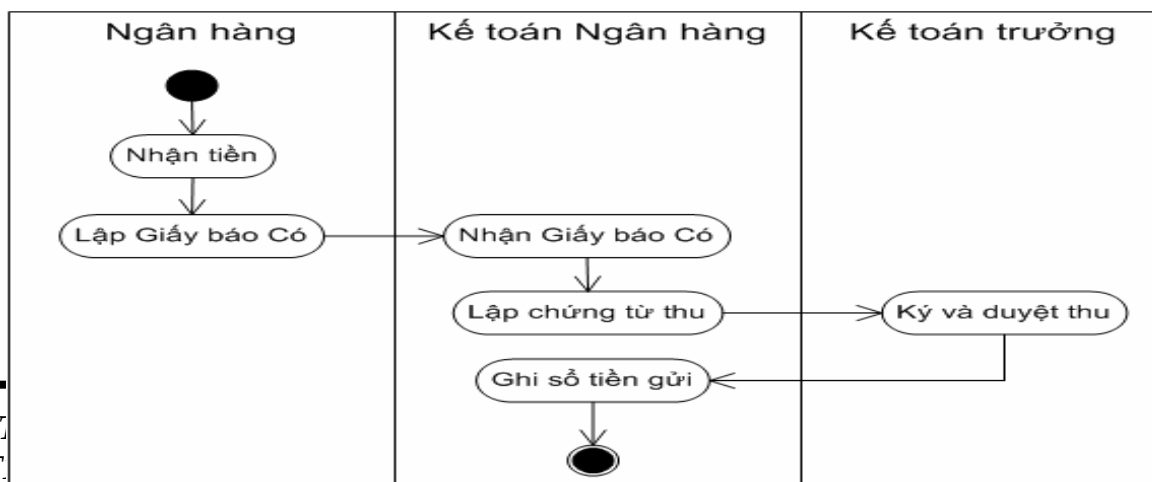 Ngân hàng
Kế toán Ngân hàng
Kế toán trưởng
Nhận tiền
Lập Giấy báo Có
Nhận Giấy báo Có
Lập chứng từ thu
Ký và duyệt thu
Ghi sổ tiền gửi